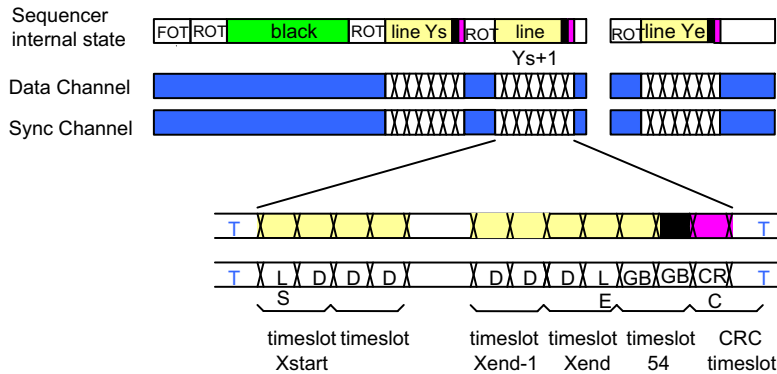 Sequencer
internal state
FOT ROT black ROT line Ys ROT line ROT line Ye
Ys+1
Data Channel
Sync Channel
T T
T L D D D D D D L GB GB CR T
S E C
timeslot timeslot timeslot timeslot timeslot CRC
Xstart Xend-1 Xend 54 timeslot